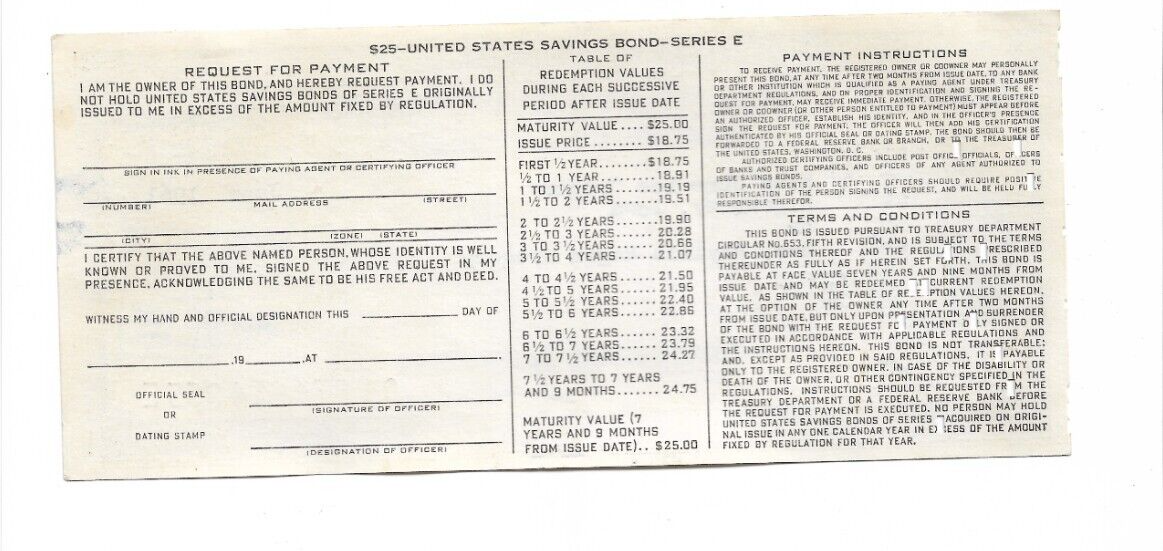 $25–UNITED STATES SAVINGS BOND–SERIES E
REQUEST FOR PAYMENT
I AM THE OWNER OF THIS BOND, AND HEREBY REQUEST PAYMENT. I DO
NOT HOLD UNITED STATES SAVINGS BONDS OF SERIES E ORIGINALLY
ISSUED TO ME IN EXCESS OF THE AMOUNT FIXED BY REGULATION.
SIGN IN INK IN PRESENCE OF PAYING AGENT OR CERTIFYING OFFICER
(NUMBER) MAIL ADDRESS (STREET)
(CITY) (ZONE) (STATE)
I CERTIFY THAT THE ABOVE NAMED PERSON, WHOSE IDENTITY IS WELL
KNOWN OR PROVED TO ME, SIGNED THE ABOVE REQUEST IN MY
PRESENCE, ACKNOWLEDGING THE SAME TO BE HIS FREE ACT AND DEED.
WITNESS MY HAND AND OFFICIAL DESIGNATION THIS ____ DAY OF
____, 19____, AT ____
OFFICIAL SEAL
(SIGNATURE OF OFFICER)
OR
DATING STAMP
(DESIGNATION OF OFFICER)
TABLE OF
REDEMPTION VALUES
DURING EACH SUCCESSIVE
PERIOD AFTER ISSUE DATE
MATURITY VALUE .... $25.00
ISSUE PRICE ........ $18.75
FIRST ½ YEAR........$18.75
½ TO 1 YEAR......... 18.91
1 TO 1½ YEARS.......19.19
1½ TO 2 YEARS.......19.51
2 TO 2½ YEARS.......19.90
2½ TO 3 YEARS...... 20.28
3 TO 3½ YEARS...... 20.66
3½ TO 4 YEARS...... 21.07
4 TO 4½ YEARS...... 21.50
4½ TO 5 YEARS...... 21.95
5 TO 5½ YEARS...... 22.40
5½ TO 6 YEARS...... 22.86
6 TO 6½ YEARS...... 23.32
6½ TO 7 YEARS...... 23.79
7 TO 7½ YEARS...... 24.27
7½ YEARS TO 7 YEARS
AND 9 MONTHS....... 24.75
MATURITY VALUE (7
YEARS AND 9 MONTHS
FROM ISSUE DATE).. $25.00
PAYMENT INSTRUCTIONS
TO RECEIVE PAYMENT, THE REGISTERED OWNER OR COOWNER MAY PERSONALLY
PRESENT THIS BOND, AT ANY TIME AFTER TWO MONTHS FROM ISSUE DATE, TO ANY BANK
OR OTHER INSTITUTION WHICH IS QUALIFIED AS A PAYING AGENT UNDER TREASURY
DEPARTMENT REGULATIONS, AND ON PROPER IDENTIFICATION AND SIGNING THE RE-
QUEST FOR PAYMENT, MAY RECEIVE IMMEDIATE PAYMENT. OTHERWISE, THE REGISTERED
OWNER OR COOWNER (OR OTHER PERSON ENTITLED TO PAYMENT) MUST APPEAR BEFORE
AN AUTHORIZED OFFICER, ESTABLISH HIS IDENTITY, AND IN THE OFFICER'S PRESENCE
SIGN THE REQUEST FOR PAYMENT. THE OFFICER WILL THEN ADD HIS CERTIFICATION
AUTHENTICATED BY HIS OFFICIAL SEAL OR DATING STAMP. THE BOND SHOULD THEN BE
FORWARDED TO A FEDERAL RESERVE BANK OR BRANCH, OR TO THE TREASURER OF
THE UNITED STATES, WASHINGTON, D. C.
AUTHORIZED CERTIFYING OFFICERS INCLUDE POST OFFIC_ OFFICIALS, OF_ICERS
OF BANKS AND TRUST COMPANIES, AND OFFICERS OF ANY AGENT AUTHORIZED TO
ISSUE SAVINGS BONDS.
PAYING AGENTS AND CERTIFYING OFFICERS SHOULD REQUIRE POSITIVE
IDENTIFICATION OF THE PERSON SIGNING THE REQUEST, AND WILL BE HELD FULLY
RESPONSIBLE THEREFOR.
TERMS AND CONDITIONS
THIS BOND IS ISSUED PURSUANT TO TREASURY DEPARTMENT
CIRCULAR No. 653, FIFTH REVISION, AND IS SUBJECT TO THE TERMS
AND CONDITIONS THEREOF AND THE REGULATIONS PRESCRIBED
THEREUNDER AS FULLY AS IF HEREIN SET FORTH. THIS BOND IS
PAYABLE AT FACE VALUE SEVEN YEARS AND NINE MONTHS FROM
ISSUE DATE AND MAY BE REDEEMED AT CURRENT REDEMPTION
VALUE, AS SHOWN IN THE TABLE OF REDEMPTION VALUES HEREON,
AT THE OPTION OF THE OWNER ANY TIME AFTER TWO MONTHS
FROM ISSUE DATE, BUT ONLY UPON PRESENTATION AND SURRENDER
OF THE BOND WITH THE REQUEST FOR PAYMENT DULY SIGNED OR
EXECUTED IN ACCORDANCE WITH APPLICABLE REGULATIONS AND
THE INSTRUCTIONS HEREON. THIS BOND IS NOT TRANSFERABLE;
AND, EXCEPT AS PROVIDED IN SAID REGULATIONS, IT IS PAYABLE
ONLY TO THE REGISTERED OWNER. IN CASE OF THE DISABILITY OR
DEATH OF THE OWNER, OR OTHER CONTINGENCY SPECIFIED IN THE
REGULATIONS, INSTRUCTIONS SHOULD BE REQUESTED FROM THE
TREASURY DEPARTMENT OR A FEDERAL RESERVE BANK BEFORE
THE REQUEST FOR PAYMENT IS EXECUTED. NO PERSON MAY HOLD
UNITED STATES SAVINGS BONDS OF SERIES E ACQUIRED ON ORIGI-
NAL ISSUE IN ANY ONE CALENDAR YEAR IN EXCESS OF THE AMOUNT
FIXED BY REGULATION FOR THAT YEAR.